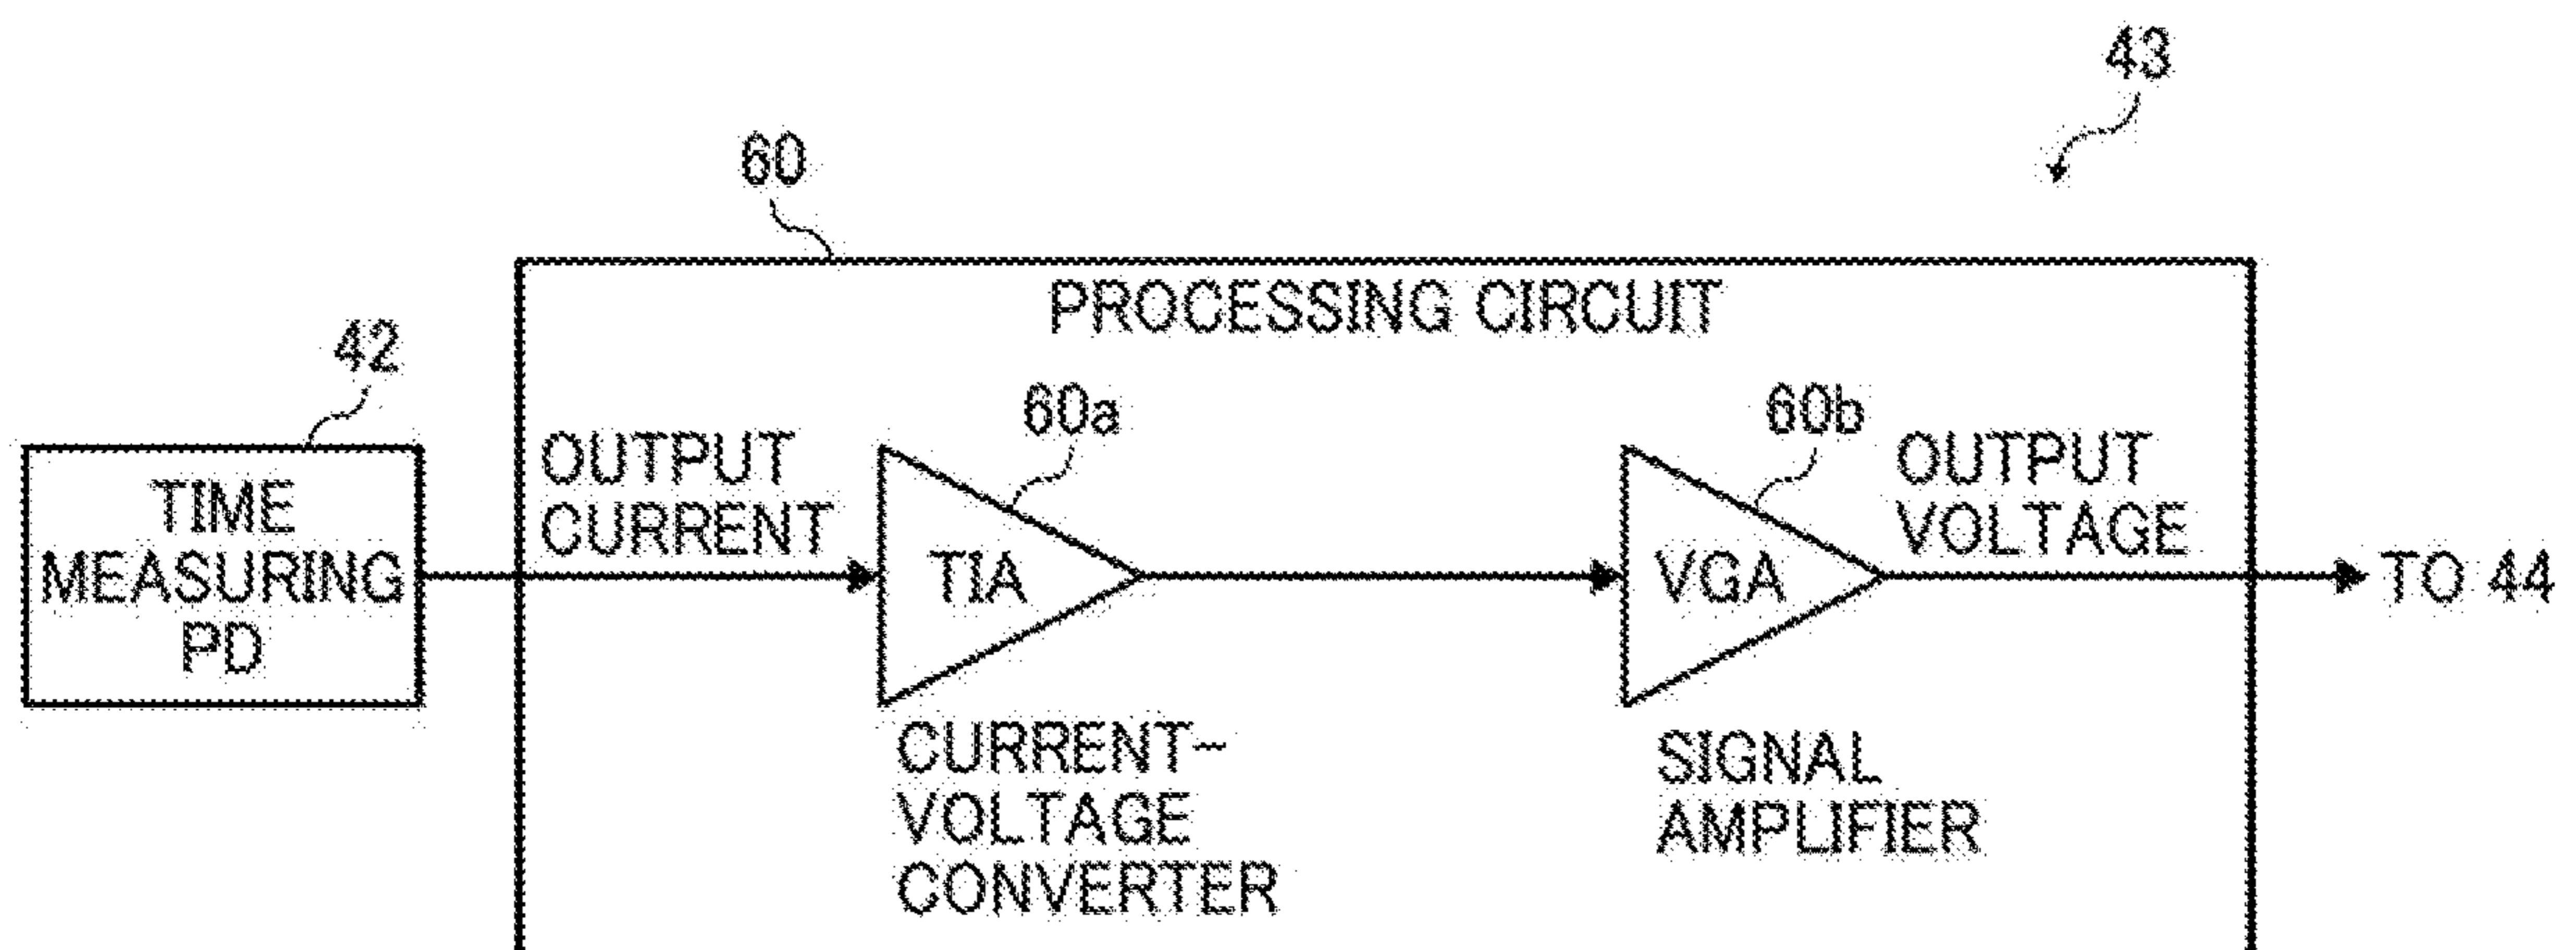 43
60
PROCESSING CIRCUIT
42
TIME
MEASURING
PD
OUTPUT
CURRENT
60a
TIA
CURRENT-
VOLTAGE
CONVERTER
60b
VGA
SIGNAL
AMPLIFIER
OUTPUT
VOLTAGE
TO 44